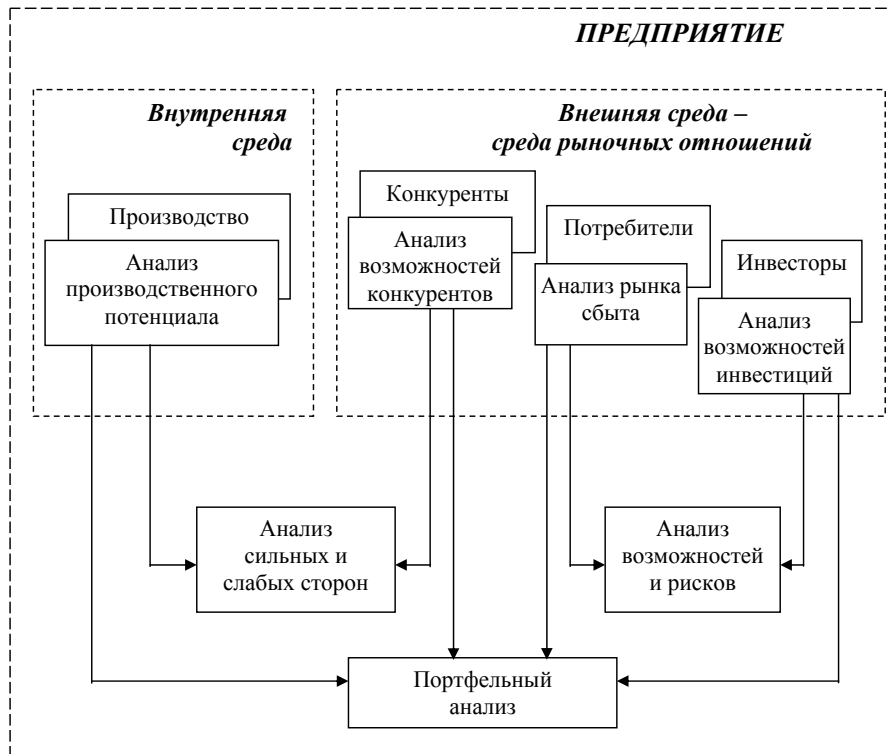 ПРЕДПРИЯТИЕ
Внутренняя
среда
Внешняя среда –
среда рыночных отношений
Производство
Анализ
производственного
потенциала
Конкуренты
Анализ
возможностей
конкурентов
Потребители
Анализ рынка
сбыта
Инвесторы
Анализ
возможностей
инвестиций
Анализ
сильных и
слабых сторон
Анализ
возможностей
и рисков
Портфельный
анализ